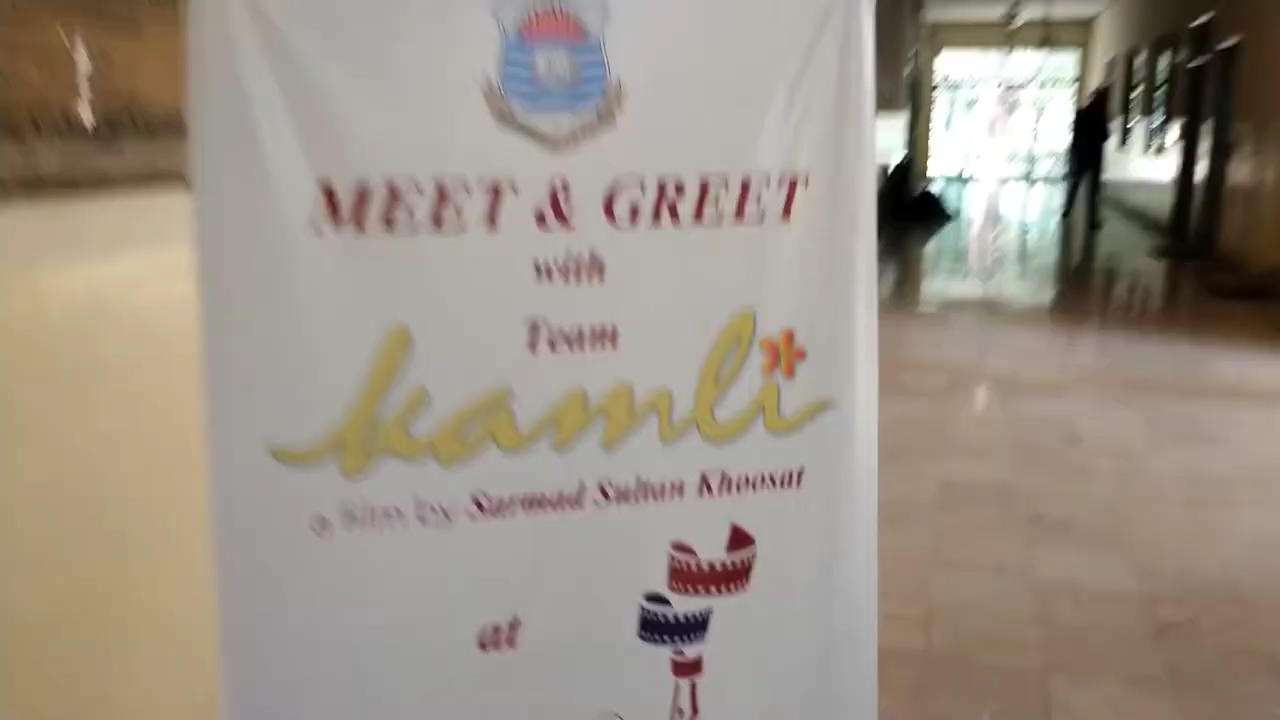 MEET & GREET
with
Team
kamli
a film by Sarmad Sultan Khoosat
at